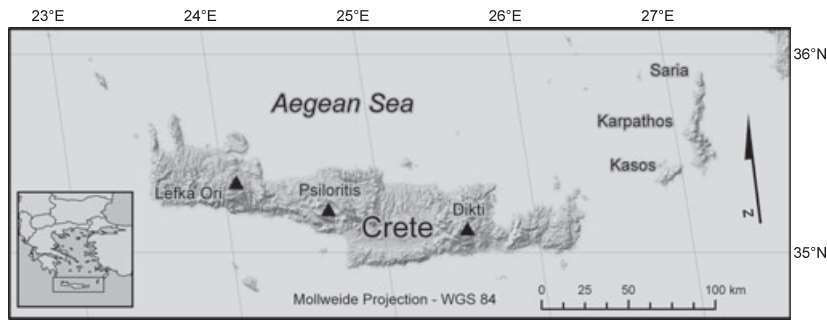 23°E 24°E 25°E 26°E 27°E
36°N
Saria
Aegean Sea
Karpathos
Kasos
Lefka Ori
Psiloritis
Dikti
Crete
N
35°N
Mollweide Projection - WGS 84
0 25 50 100 km